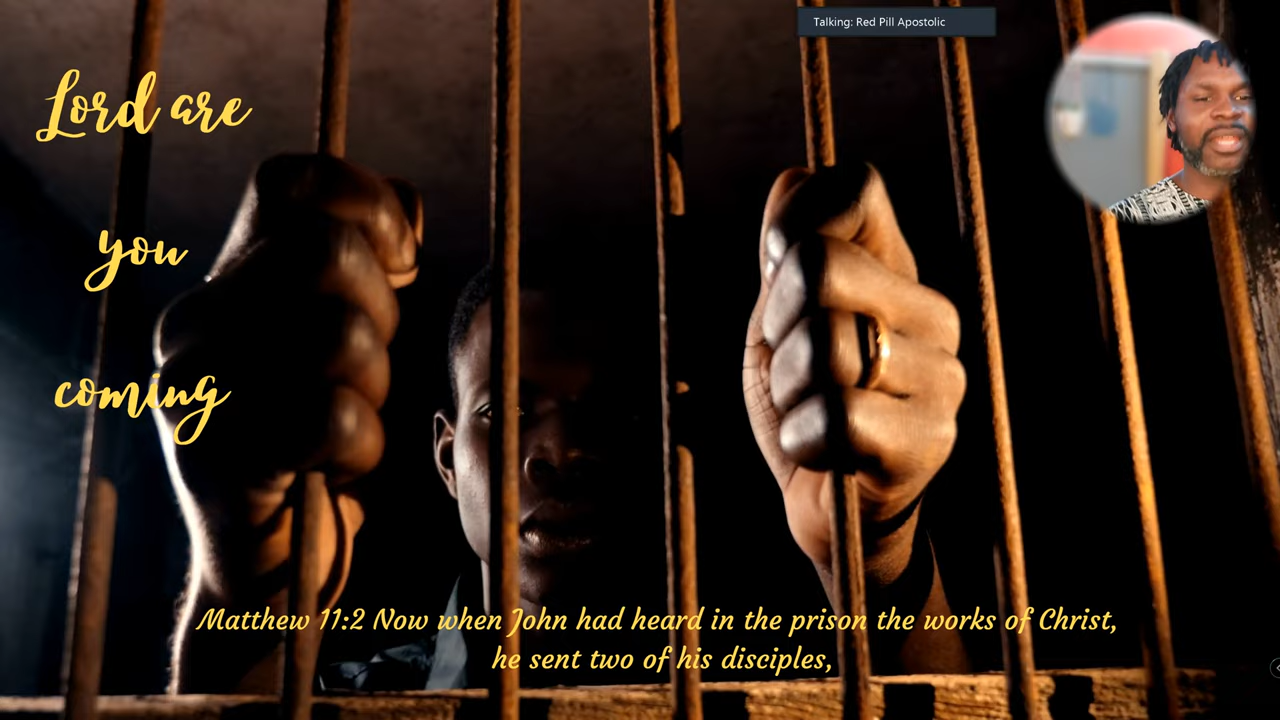 Talking: Red Pill Apostolic
Lord are
you
coming
Matthew 11:2 Now when John had heard in the prison the works of Christ,
he sent two of his disciples,